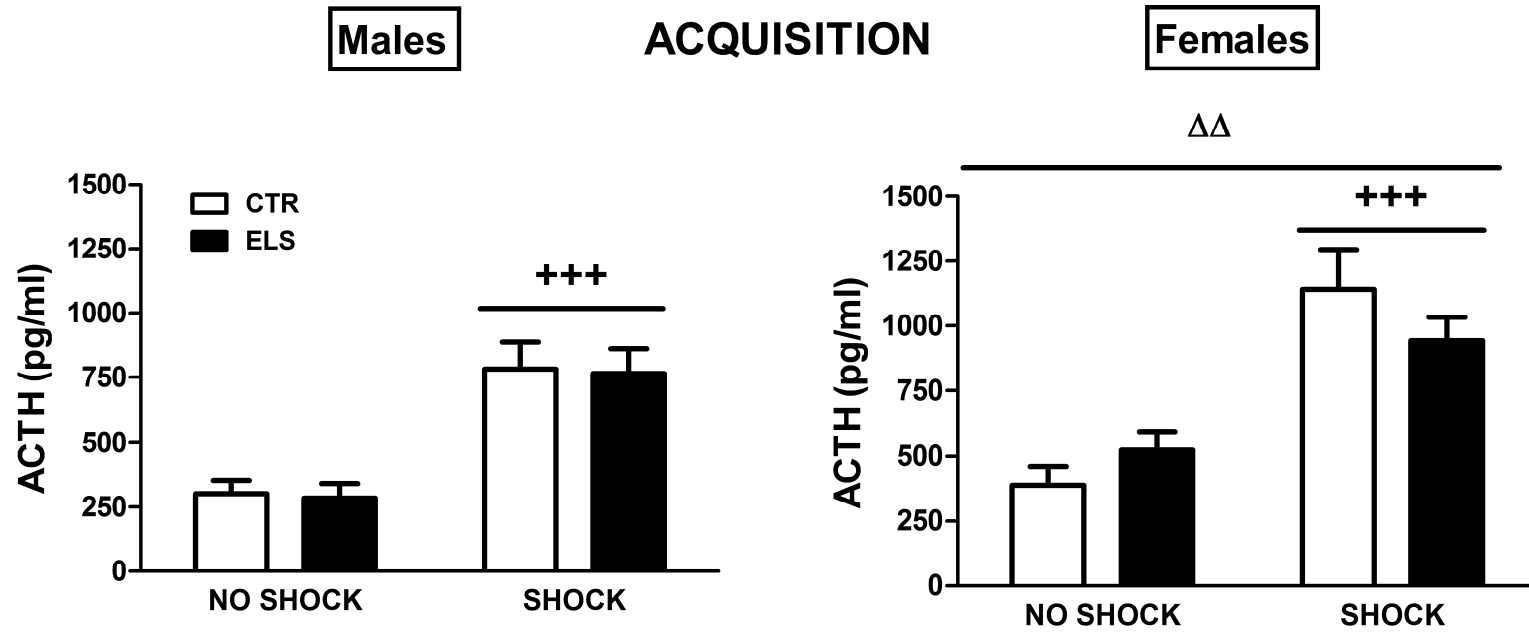 Males
ACQUISITION
Females
ΔΔ
1500
1250
1000
750
500
250
0
ACTH (pg/ml)
CTR
ELS
+++
NO SHOCK
SHOCK
1500
1250
1000
750
500
250
0
ACTH (pg/ml)
+++
NO SHOCK
SHOCK